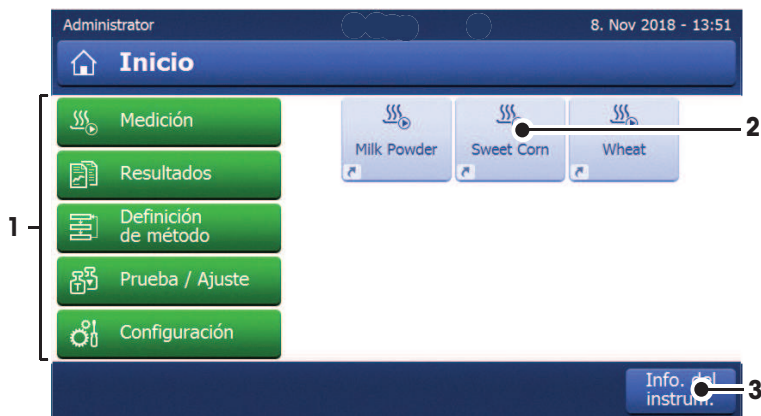 Administrator
8. Nov 2018 - 13:51
Inicio
1
Medición
Resultados
Definición
de método
Prueba / Ajuste
Configuración
Milk Powder
Sweet Corn
Wheat
2
Info. del
instrum.
3